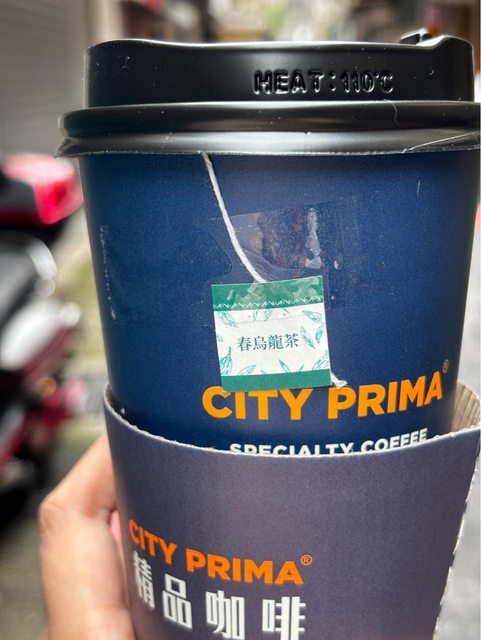 HEAT:110℃
春烏龍茶
CITY PRIMA®
SPECIALTY COFFEE
CITY PRIMA®
精品咖啡